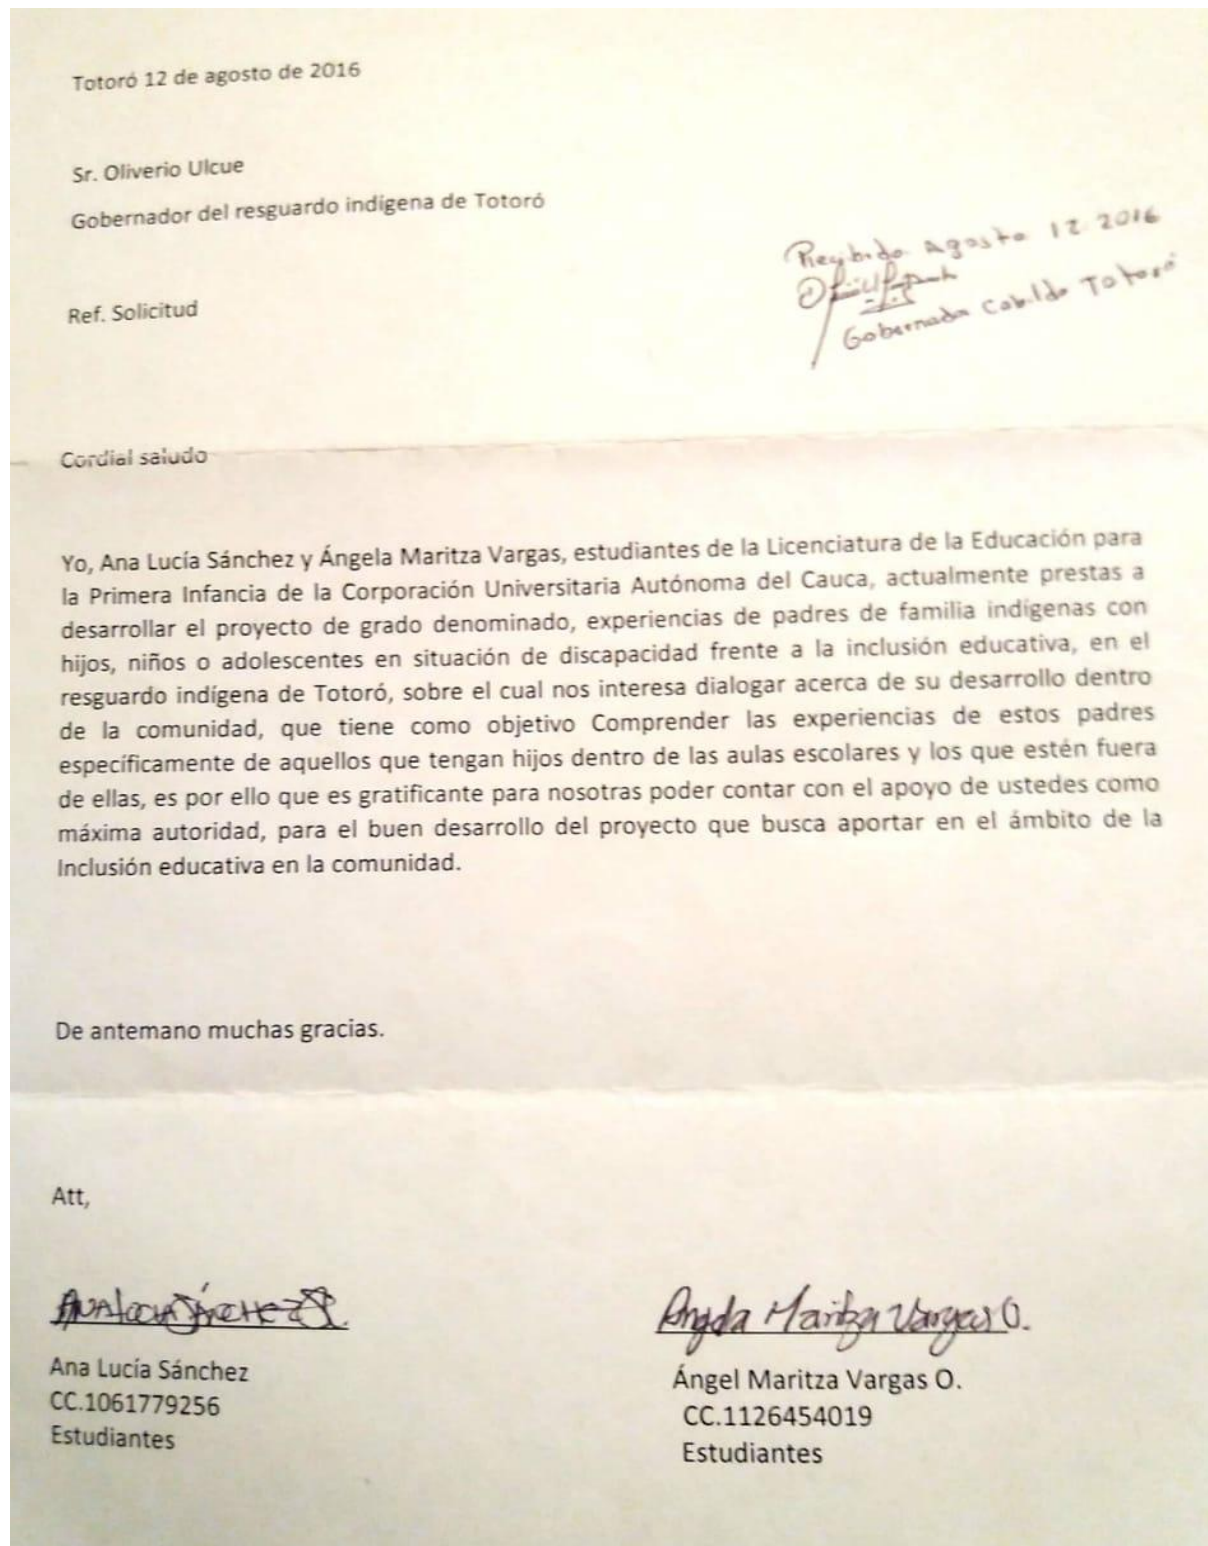 Totoró 12 de agosto de 2016
Sr. Oliverio Ulcue
Gobernador del resguardo indígena de Totoró
Recibido Agosto 12 2016
Gobernador Cabildo Totoró
Ref. Solicitud
Cordial saludo
Yo, Ana Lucía Sánchez y Ángela Maritza Vargas, estudiantes de la Licenciatura de la Educación para
la Primera Infancia de la Corporación Universitaria Autónoma del Cauca, actualmente prestas a
desarrollar el proyecto de grado denominado, experiencias de padres de familia indígenas con
hijos, niños o adolescentes en situación de discapacidad frente a la inclusión educativa, en el
resguardo indígena de Totoró, sobre el cual nos interesa dialogar acerca de su desarrollo dentro
de la comunidad, que tiene como objetivo Comprender las experiencias de estos padres
específicamente de aquellos que tengan hijos dentro de las aulas escolares y los que estén fuera
de ellas, es por ello que es gratificante para nosotras poder contar con el apoyo de ustedes como
máxima autoridad, para el buen desarrollo del proyecto que busca aportar en el ámbito de la
Inclusión educativa en la comunidad.
De antemano muchas gracias.
Att,
Ana Lucia Sánchez
Angela Maritza Vargas O.
Ana Lucía Sánchez
CC.1061779256
Estudiantes
Ángel Maritza Vargas O.
CC.1126454019
Estudiantes